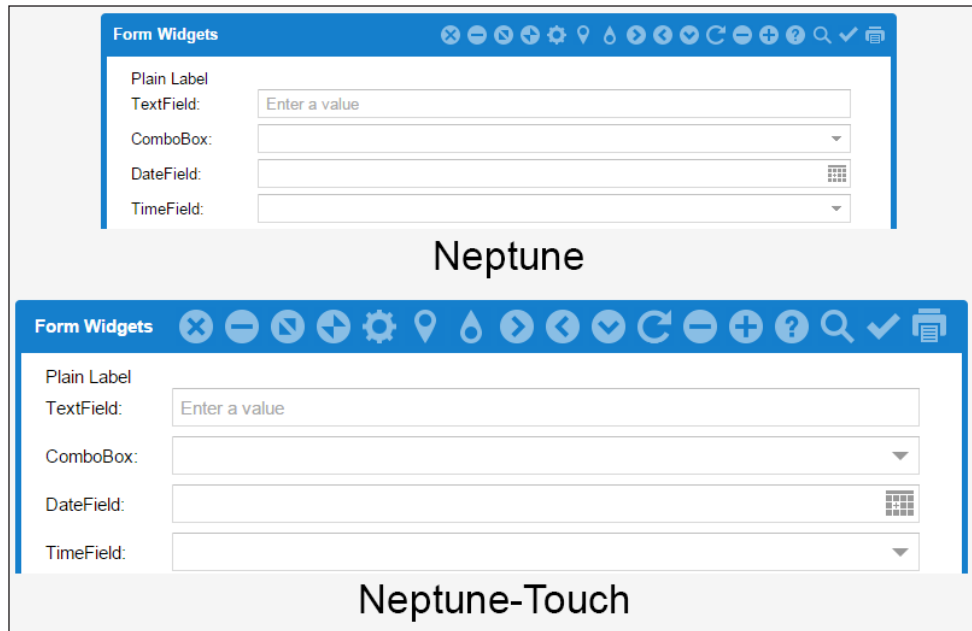 Form Widgets
Plain Label
TextField: Enter a value
ComboBox:
DateField:
TimeField:
Neptune
Form Widgets
Plain Label
TextField: Enter a value
ComboBox:
DateField:
TimeField:
Neptune-Touch